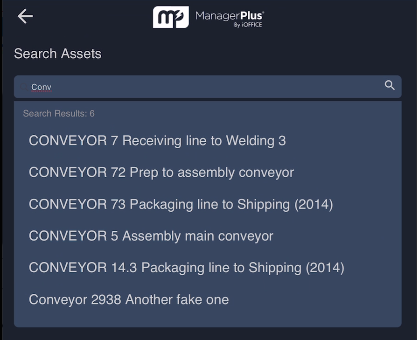 ManagerPlus®
By iOFFICE
Search Assets
Conv
Search Results: 6
CONVEYOR 7 Receiving line to Welding 3
CONVEYOR 72 Prep to assembly conveyor
CONVEYOR 73 Packaging line to Shipping (2014)
CONVEYOR 5 Assembly main conveyor
CONVEYOR 14.3 Packaging line to Shipping (2014)
Conveyor 2938 Another fake one